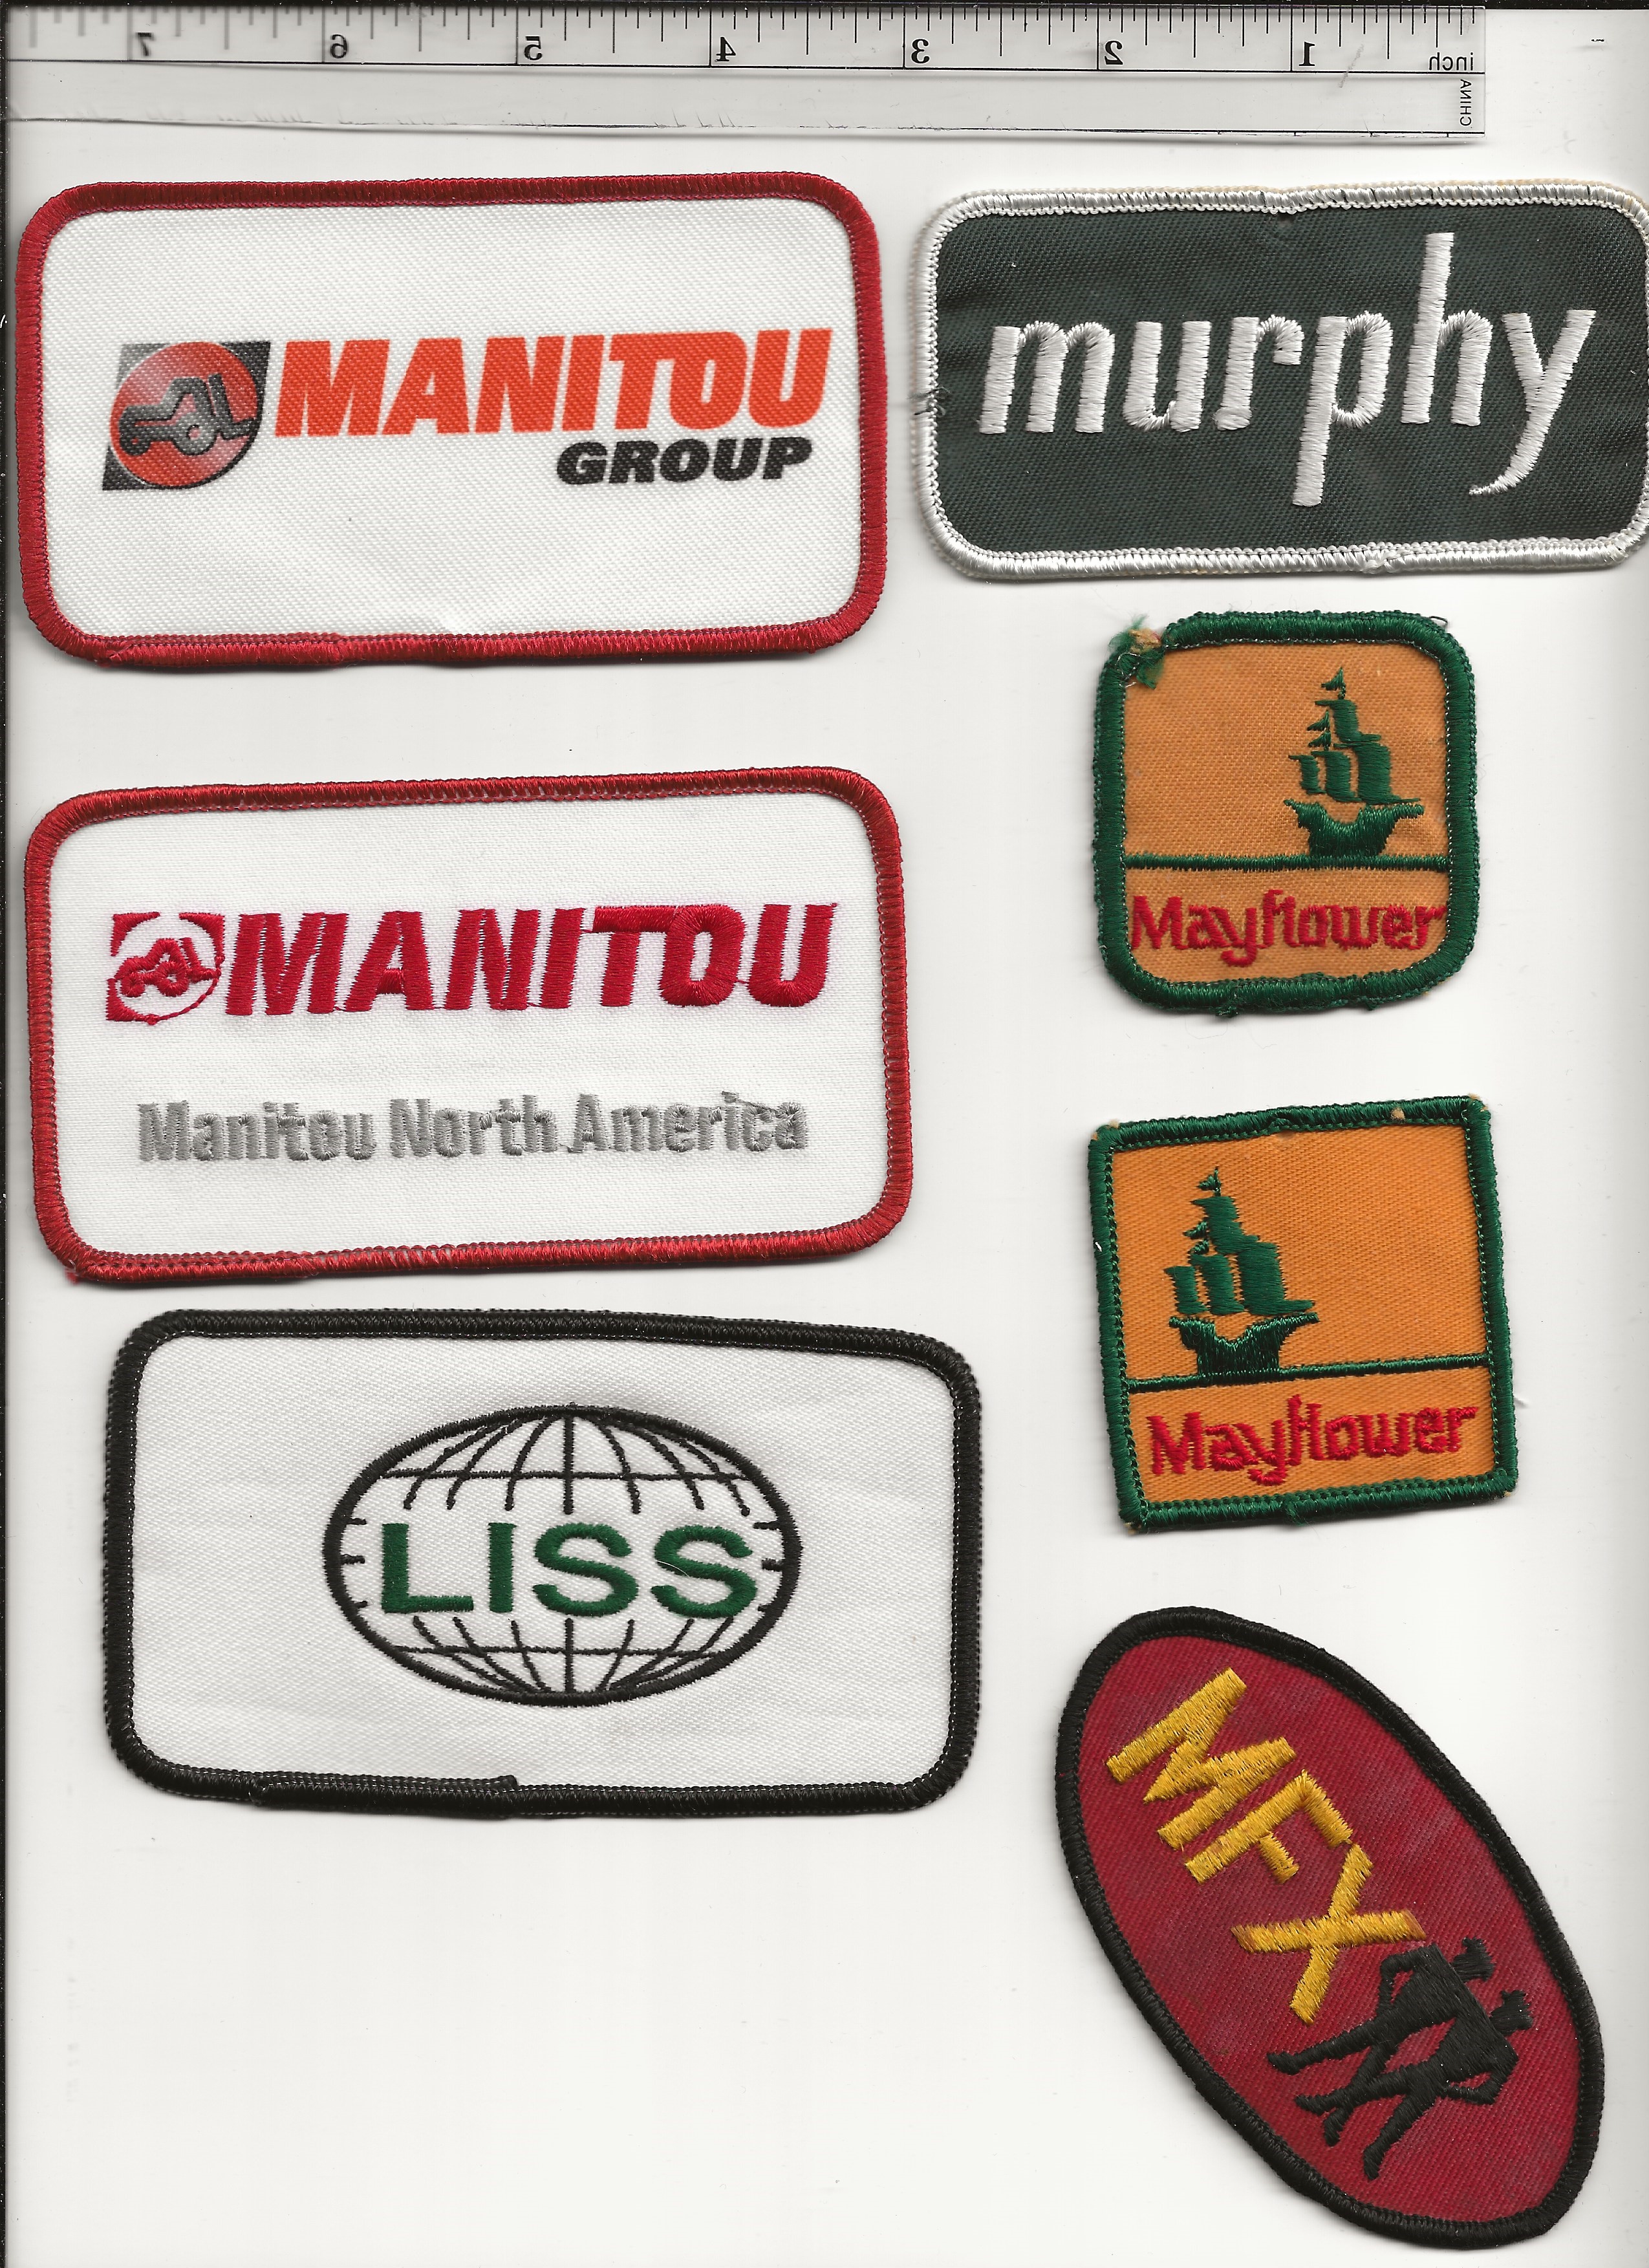 7 6 5 4 3 2 1 inch
CHINA
MANITOU
GROUP
murphy
Mayflower
MANITOU
Manitou North America
Mayflower
LISS
MFX